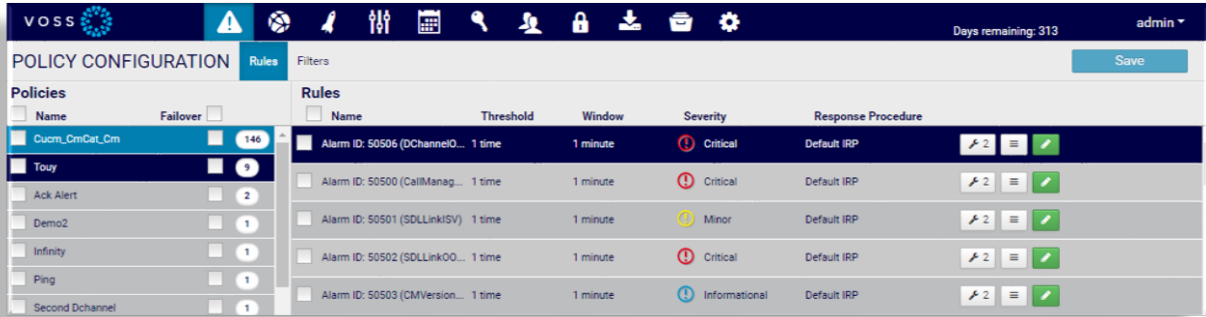 VOSS
Days remaining: 313
admin
POLICY CONFIGURATION Rules Filters Save
Policies
Name Failover
Cucm_CmCat_Cm 146
Touy 9
Ack Alert 2
Demo2 1
Infinity 1
Ping 1
Second Dchannel 1
Rules
Name Threshold Window Severity Response Procedure
Alarm ID: 50506 (DChannelO... 1 time 1 minute Critical Default IRP 2
Alarm ID: 50500 (CallManag... 1 time 1 minute Critical Default IRP 2
Alarm ID: 50501 (SDLLinkISV) 1 time 1 minute Minor Default IRP 2
Alarm ID: 50502 (SDLLinkOO... 1 time 1 minute Critical Default IRP 2
Alarm ID: 50503 (CMVersion... 1 time 1 minute Informational Default IRP 2